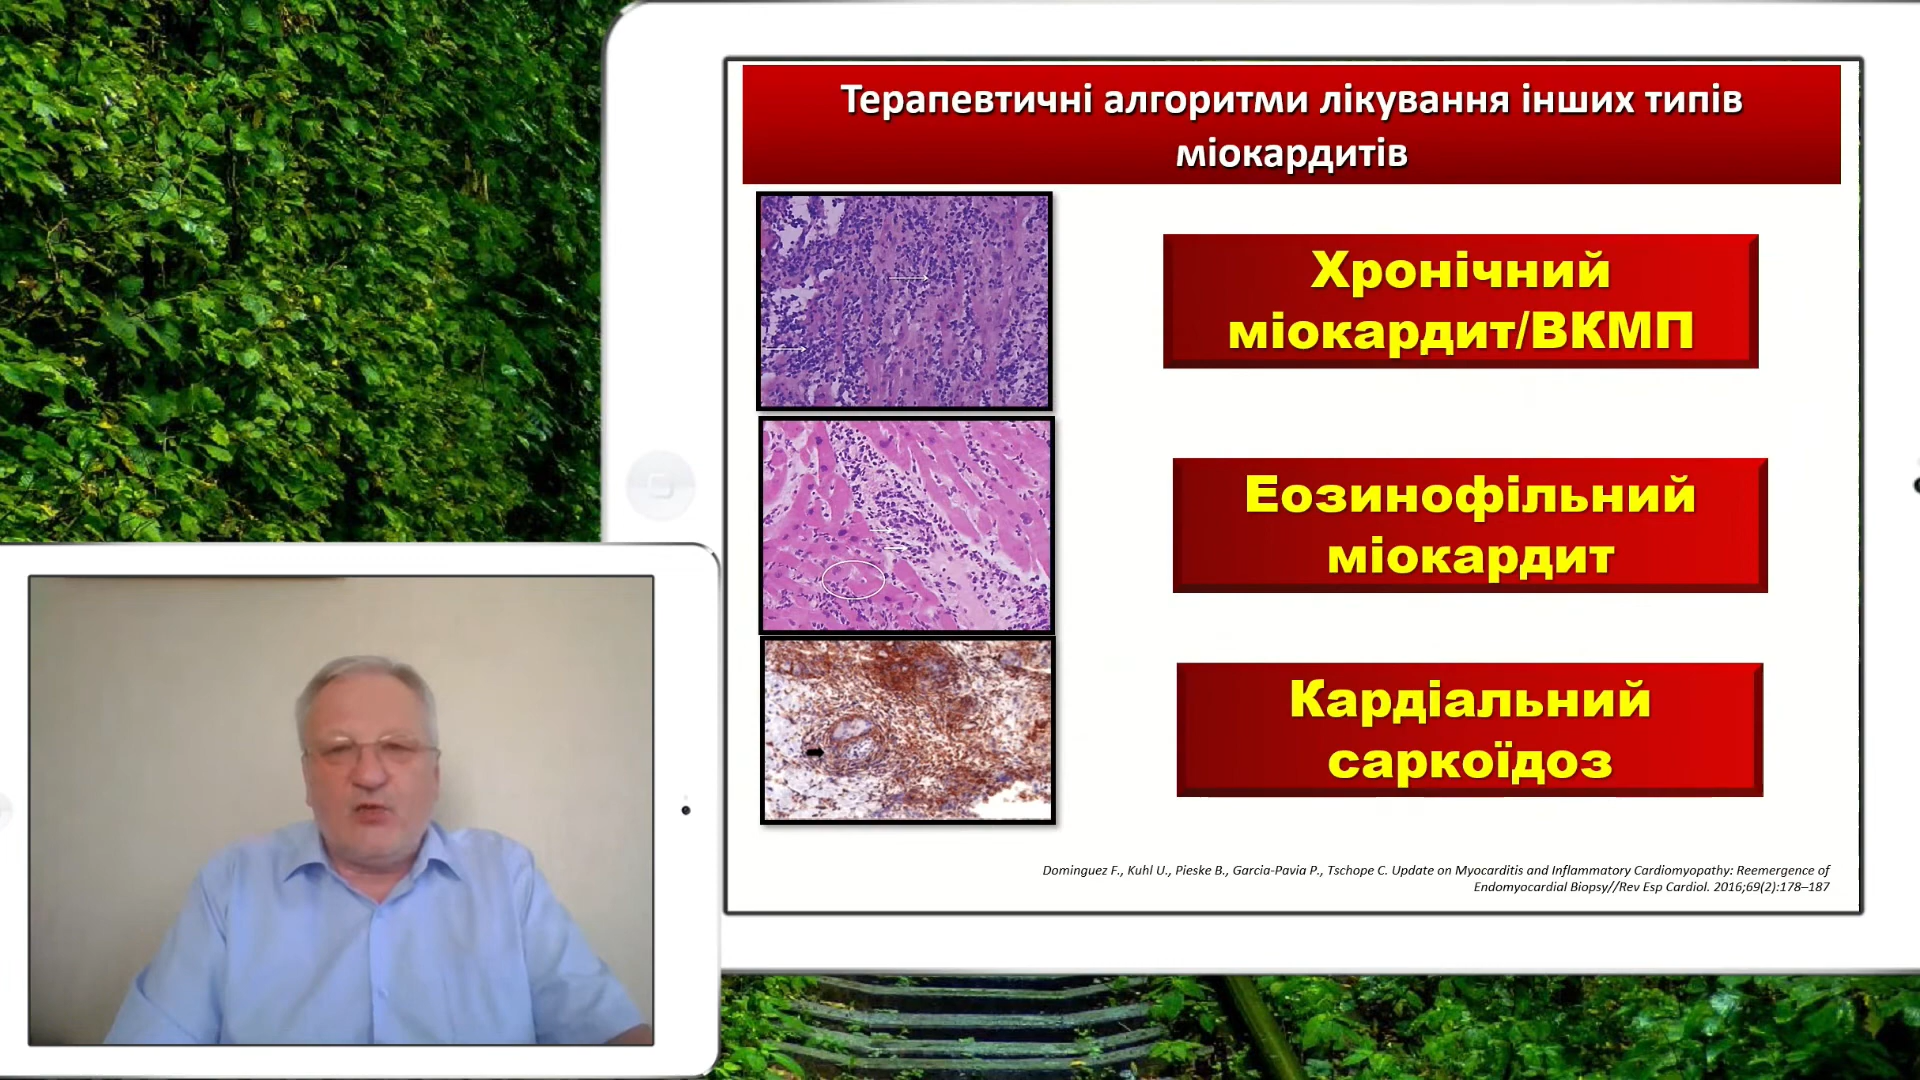 Терапевтичні алгоритми лікування інших типів
міокардитів
Хронічний
міокардит/ВКМП
Еозинофільний
міокардит
Кардіальний
саркоїдоз
Dominguez F., Kuhl U., Pieske B., Garcia-Pavia P., Tschope C. Update on Myocarditis and Inflammatory Cardiomyopathy: Reemergence of
Endomyocardial Biopsy//Rev Esp Cardiol. 2016;69(2):178–187